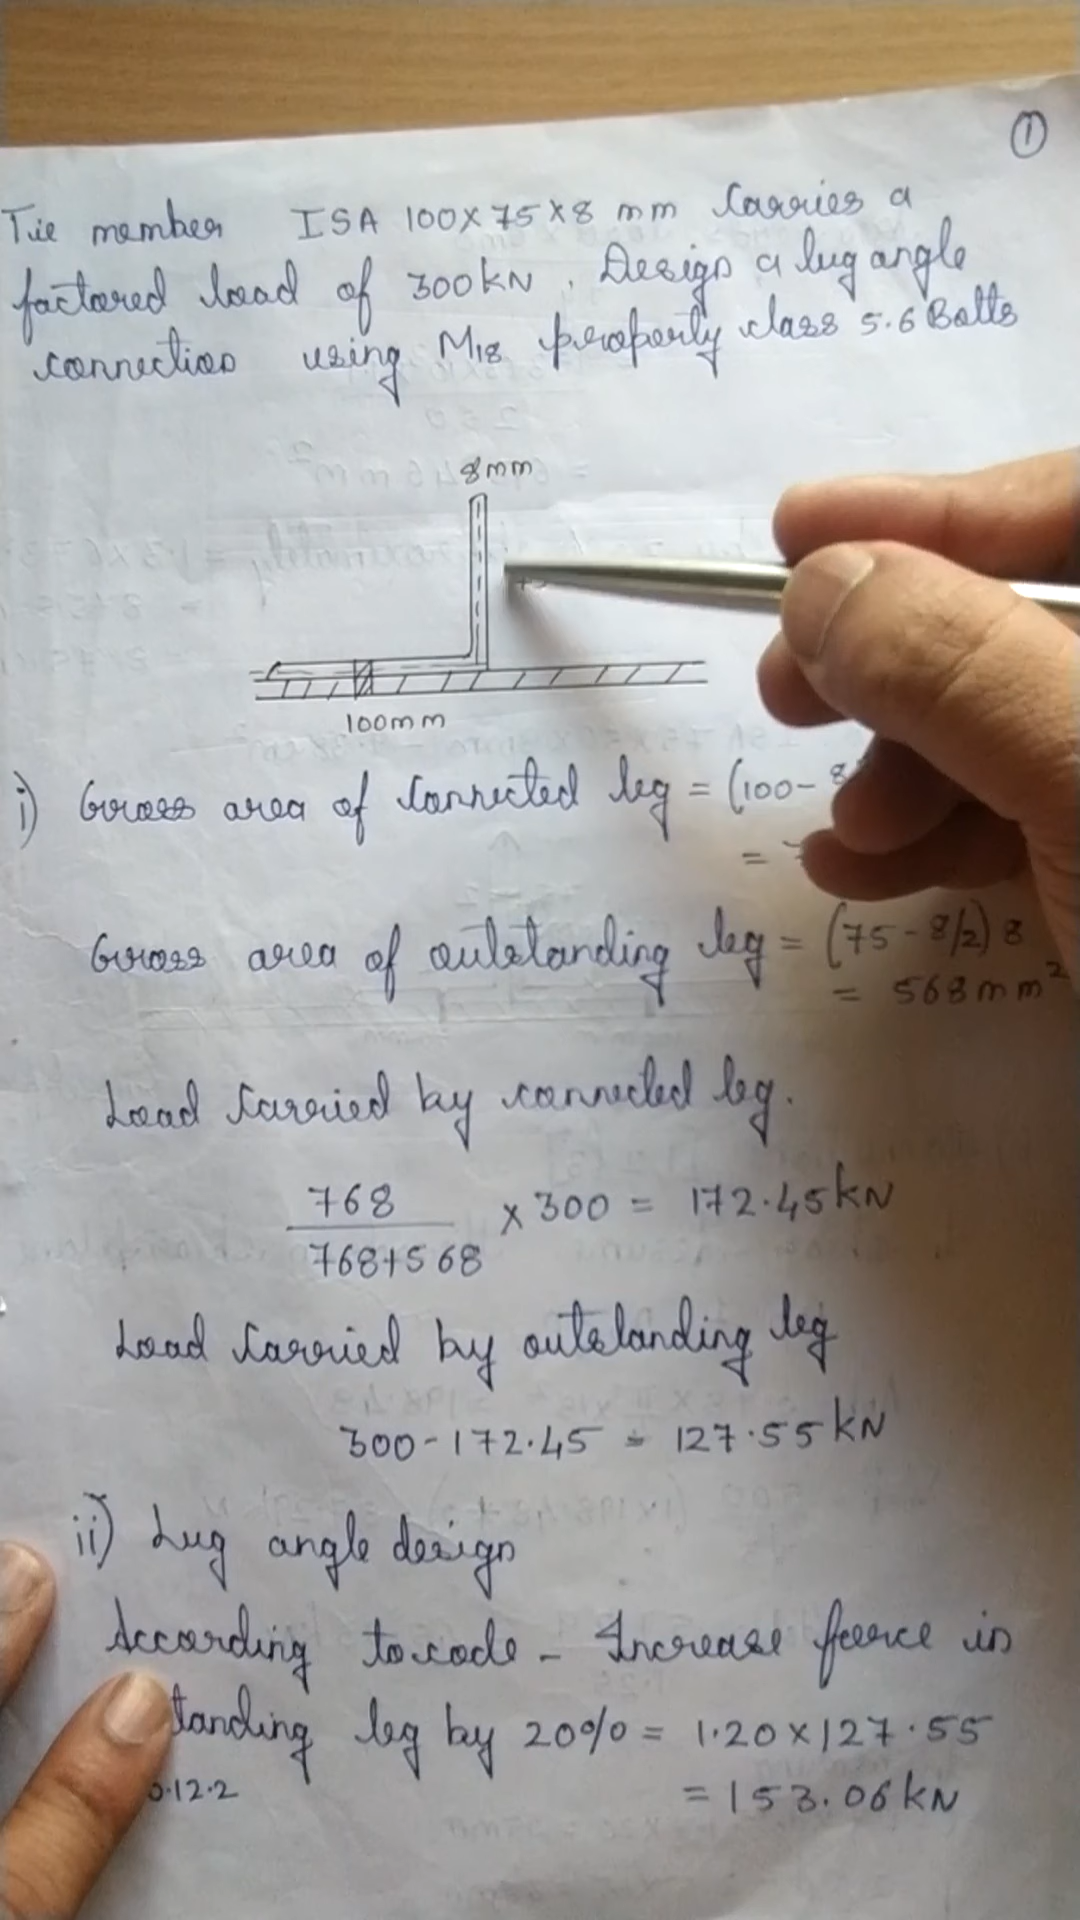 ①
Tie member ISA 100 x 75 x 8 mm Carries a
factored load of 300kN. Design a lug angle
connection using M18 property class 5.6 Bolts
8mm
100mm
i) Gross area of Connected leg = (100- 8
=
Gross area of outstanding leg = (75 - 8/2) 8
= 568mm²
Load Carried by connected leg.
768
768+568
x 300 = 172.45kN
Load Carried by outstanding leg
300-172.45 = 127.55kN
ii) Lug angle design
According to code - Increase force in
tanding leg by 20% = 1.20 x 127.55
.12.2
= 153.06kN